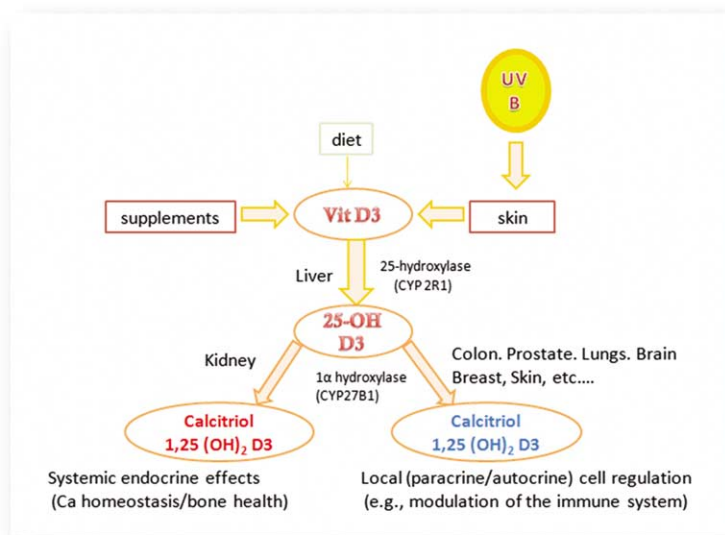 UV
B
diet
supplements
Vit D3
skin
Liver
25-hydroxylase
(CYP2R1)
25-OH
D3
Kidney
1α hydroxylase
(CYP27B1)
Colon. Prostate. Lungs. Brain
Breast, Skin, etc....
Calcitriol
1,25 (OH)₂ D3
Calcitriol
1,25 (OH)₂ D3
Systemic endocrine effects
(Ca homeostasis/bone health)
Local (paracrine/autocrine) cell regulation
(e.g., modulation of the immune system)